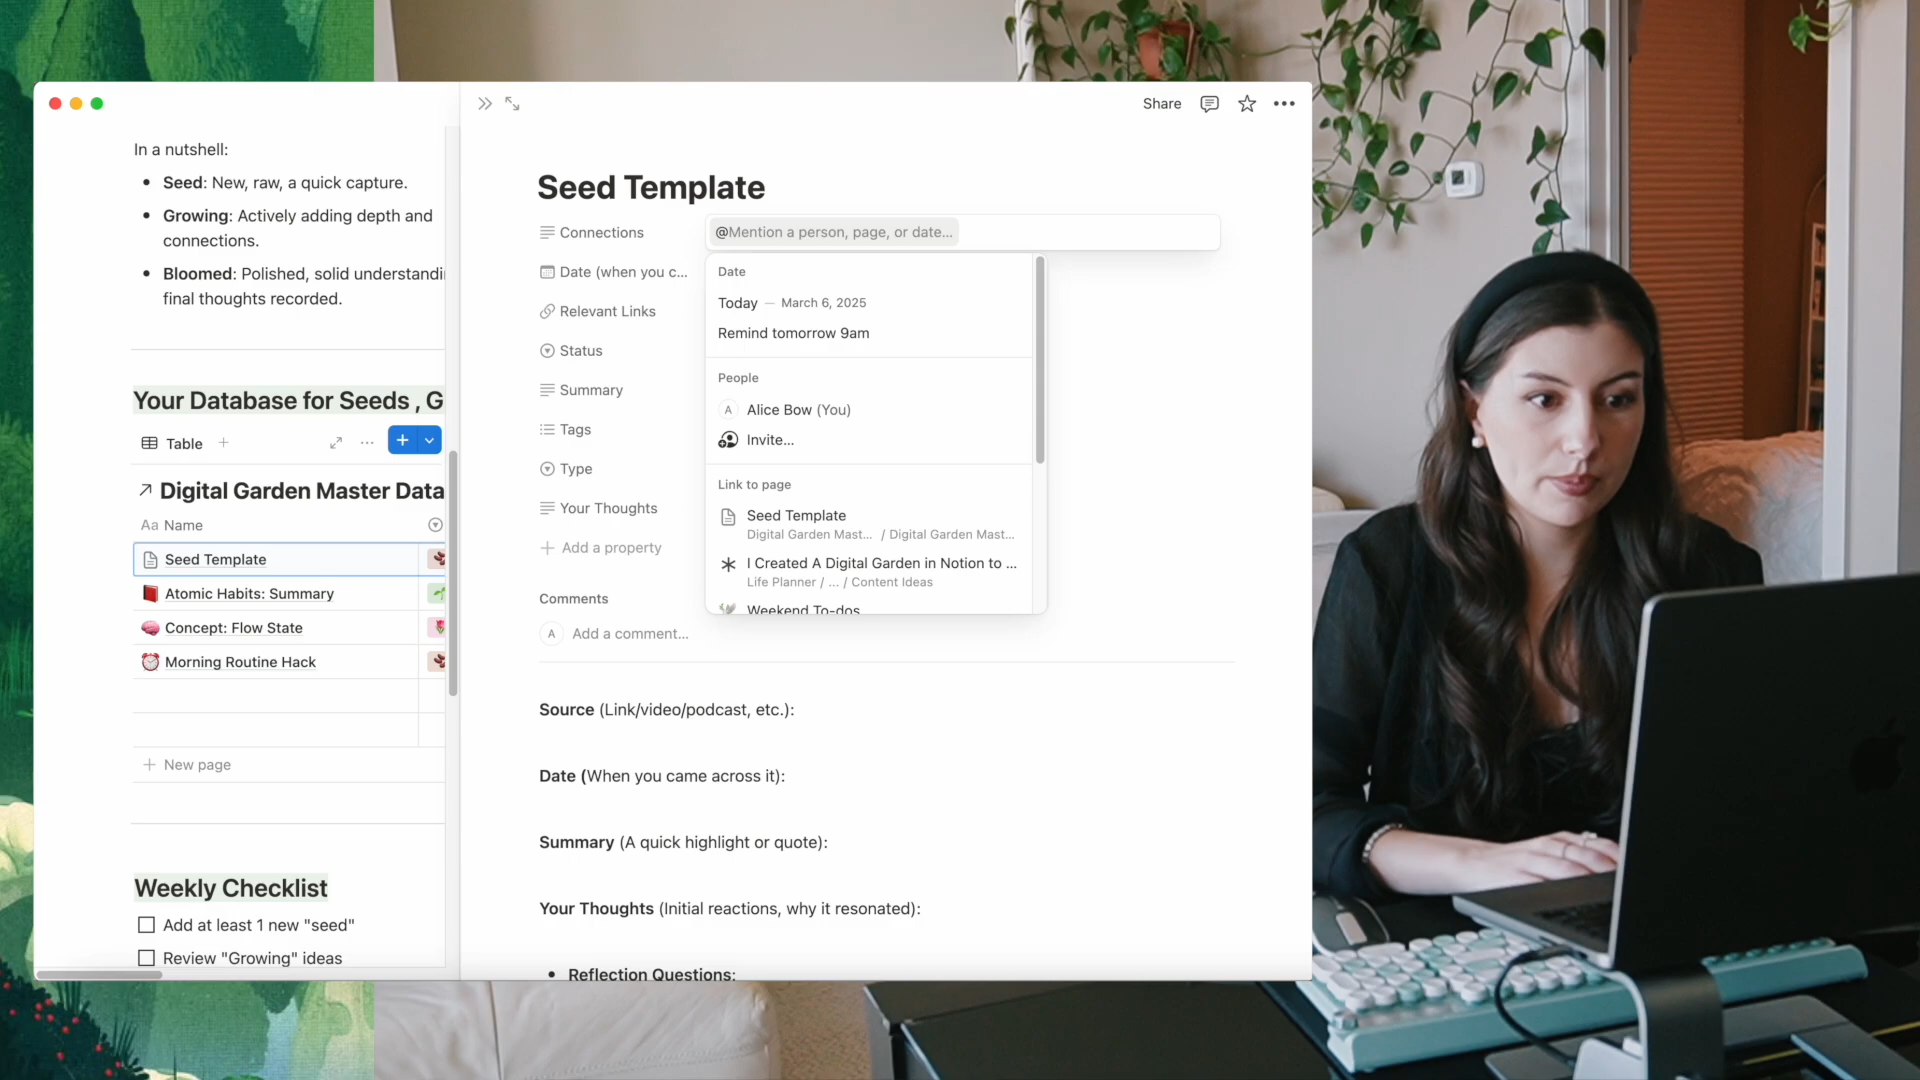 In a nutshell:
Seed: New, raw, a quick capture.
Growing: Actively adding depth and
connections.
Bloomed: Polished, solid understandi
final thoughts recorded.
Your Database for Seeds , G
Table
Digital Garden Master Data
Aa Name
Seed Template
Atomic Habits: Summary
Concept: Flow State
Morning Routine Hack
New page
Weekly Checklist
Add at least 1 new "seed"
Review "Growing" ideas
Share
Seed Template
Connections
@Mention a person, page, or date...
Date (when you c...
Relevant Links
Status
Summary
Tags
Type
Your Thoughts
Add a property
Date
Today — March 6, 2025
Remind tomorrow 9am
People
A Alice Bow (You)
Invite...
Link to page
Seed Template
Digital Garden Mast... / Digital Garden Mast...
I Created A Digital Garden in Notion to ...
Life Planner / ... / Content Ideas
Weekend To-dos
Comments
A Add a comment...
Source (Link/video/podcast, etc.):
Date (When you came across it):
Summary (A quick highlight or quote):
Your Thoughts (Initial reactions, why it resonated):
Reflection Questions: